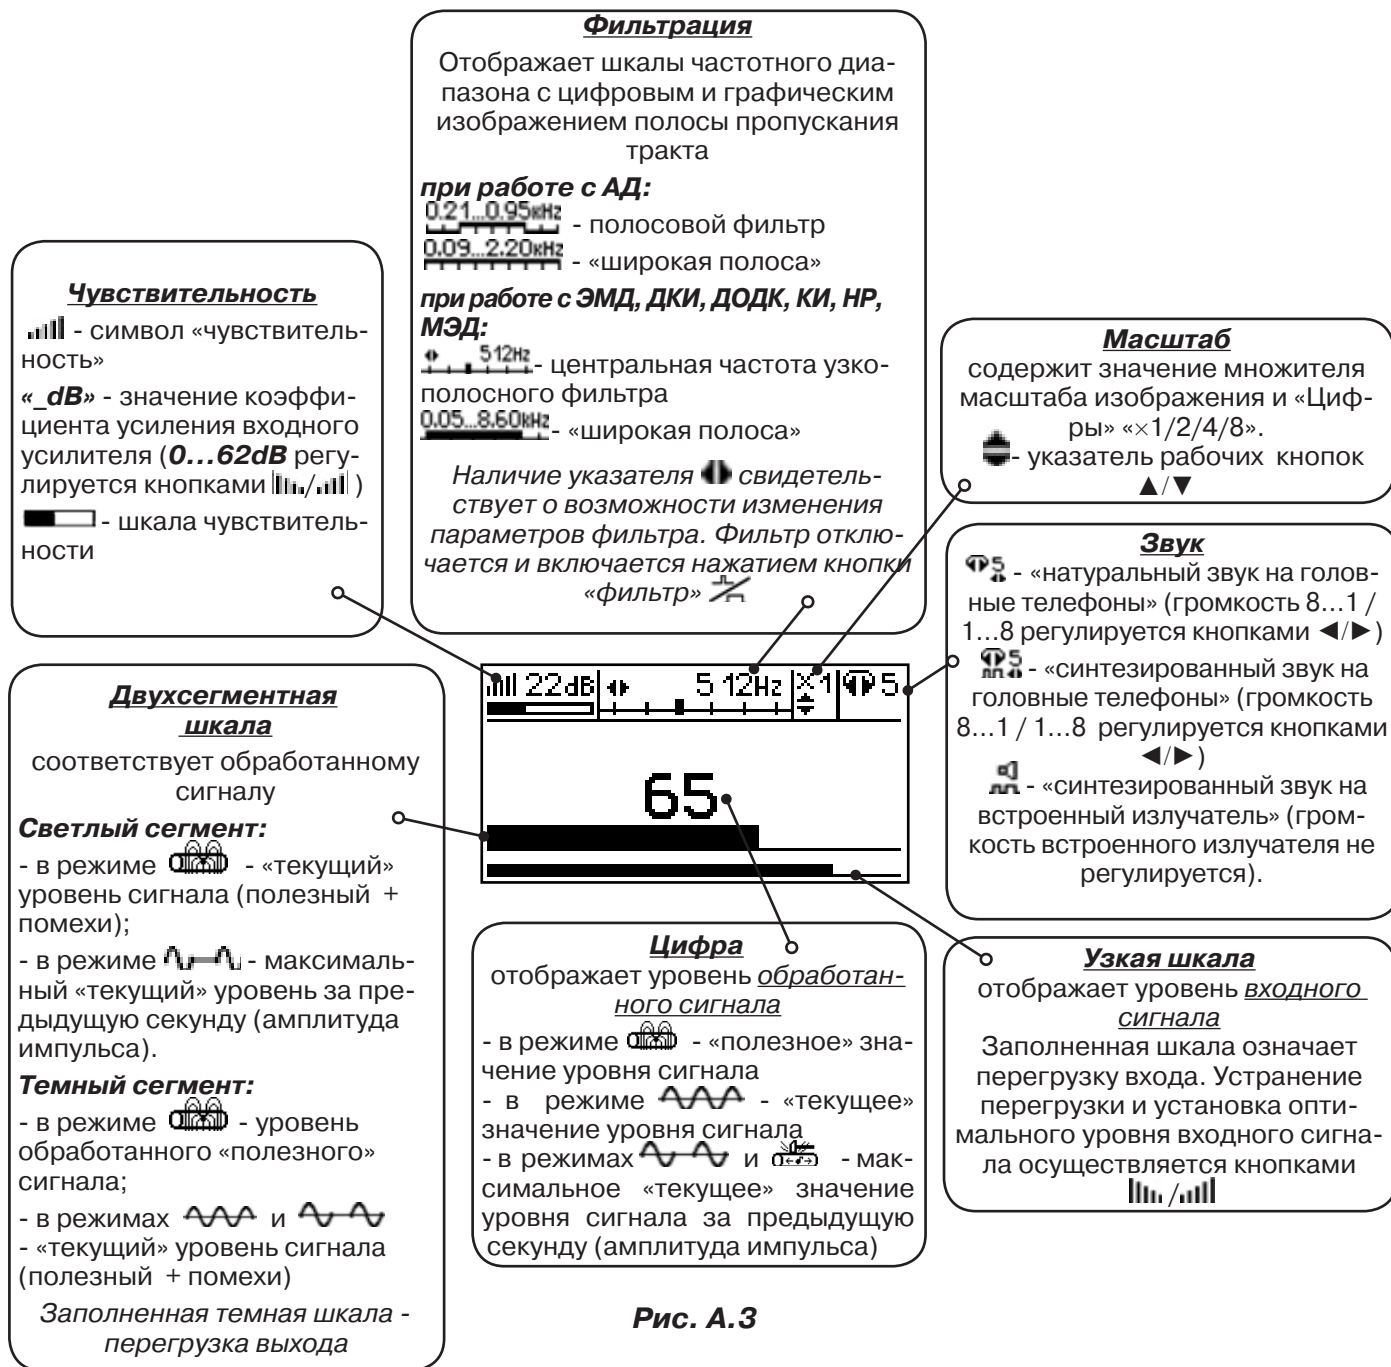 Фильтрация
Отображает шкалы частотного диа-
пазона с цифровым и графическим
изображением полосы пропускания
тракта
при работе с АД:
0.21...0.95кHz - полосовой фильтр
0.09...2.20кHz - «широкая полоса»
при работе с ЭМД, ДКИ, ДОДК, КИ, НР,
МЭД:
512Hz - центральная частота узко-
полосного фильтра
0.05...8.60кHz - «широкая полоса»
Наличие указателя ◀▶ свидетель-
ствует о возможности изменения
параметров фильтра. Фильтр отклю-
чается и включается нажатием кнопки
«фильтр»
Чувствительность
- символ «чувствитель-
ность»
«_dB» - значение коэффи-
циента усиления входного
усилителя (0...62dB регу-
лируется кнопками / )
- шкала чувствитель-
ности
Масштаб
содержит значение множителя
масштаба изображения и «Циф-
ры» «×1/2/4/8».
- указатель рабочих кнопок
▲/▼
Звук
5 - «натуральный звук на голов-
ные телефоны» (громкость 8...1 /
1...8 регулируется кнопками ◄/►)
5 - «синтезированный звук на
головные телефоны» (громкость
8...1 / 1...8 регулируется кнопками
◄/►)
- «синтезированный звук на
встроенный излучатель» (гром-
кость встроенного излучателя не
регулируется).
22dB 512Hz ×1 5
65
Двухсегментная
шкала
соответствует обработанному
сигналу
Светлый сегмент:
- в режиме - «текущий»
уровень сигнала (полезный +
помехи);
- в режиме - максималь-
ный «текущий» уровень за пре-
дыдущую секунду (амплитуда
импульса).
Темный сегмент:
- в режиме - уровень
обработанного «полезного»
сигнала;
- в режимах и
- «текущий» уровень сигнала
(полезный + помехи)
Заполненная темная шкала -
перегрузка выхода
Цифра
отображает уровень обработан-
ного сигнала
- в режиме - «полезное» зна-
чение уровня сигнала
- в режиме - «текущее»
значение уровня сигнала
- в режимах и - мак-
симальное «текущее» значение
уровня сигнала за предыдущую
секунду (амплитуда импульса)
Узкая шкала
отображает уровень входного
сигнала
Заполненная шкала означает
перегрузку входа. Устранение
перегрузки и установка опти-
мального уровня входного сигна-
ла осуществляется кнопками
/
Рис. А.3